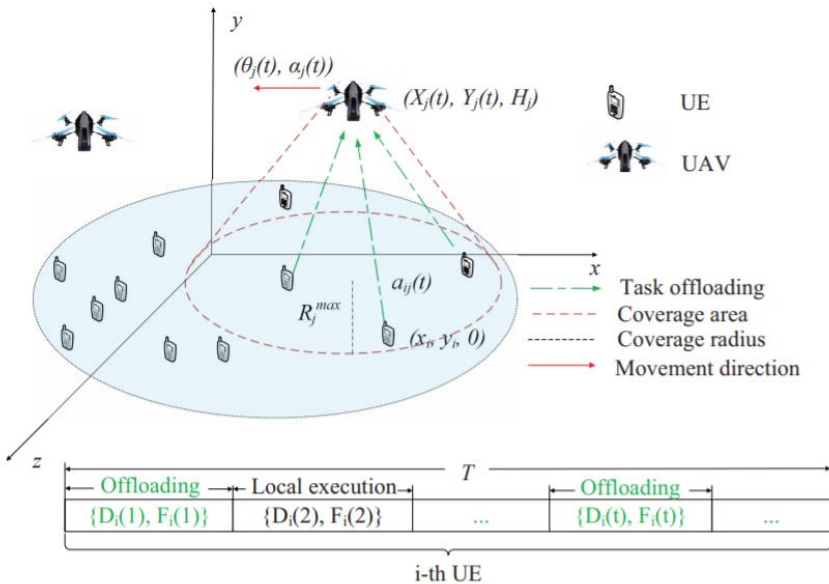 y
(θⱼ(t), αⱼ(t))
(Xⱼ(t), Yⱼ(t), Hⱼ)
UE
UAV
x
aᵢⱼ(t)
Rⱼᵐᵃˣ
(xᵢ, yᵢ, 0)
Task offloading
Coverage area
Coverage radius
Movement direction
z
T
Offloading Local execution Offloading
{Dᵢ(1), Fᵢ(1)} {Dᵢ(2), Fᵢ(2)} ... {Dᵢ(t), Fᵢ(t)} ...
i-th UE